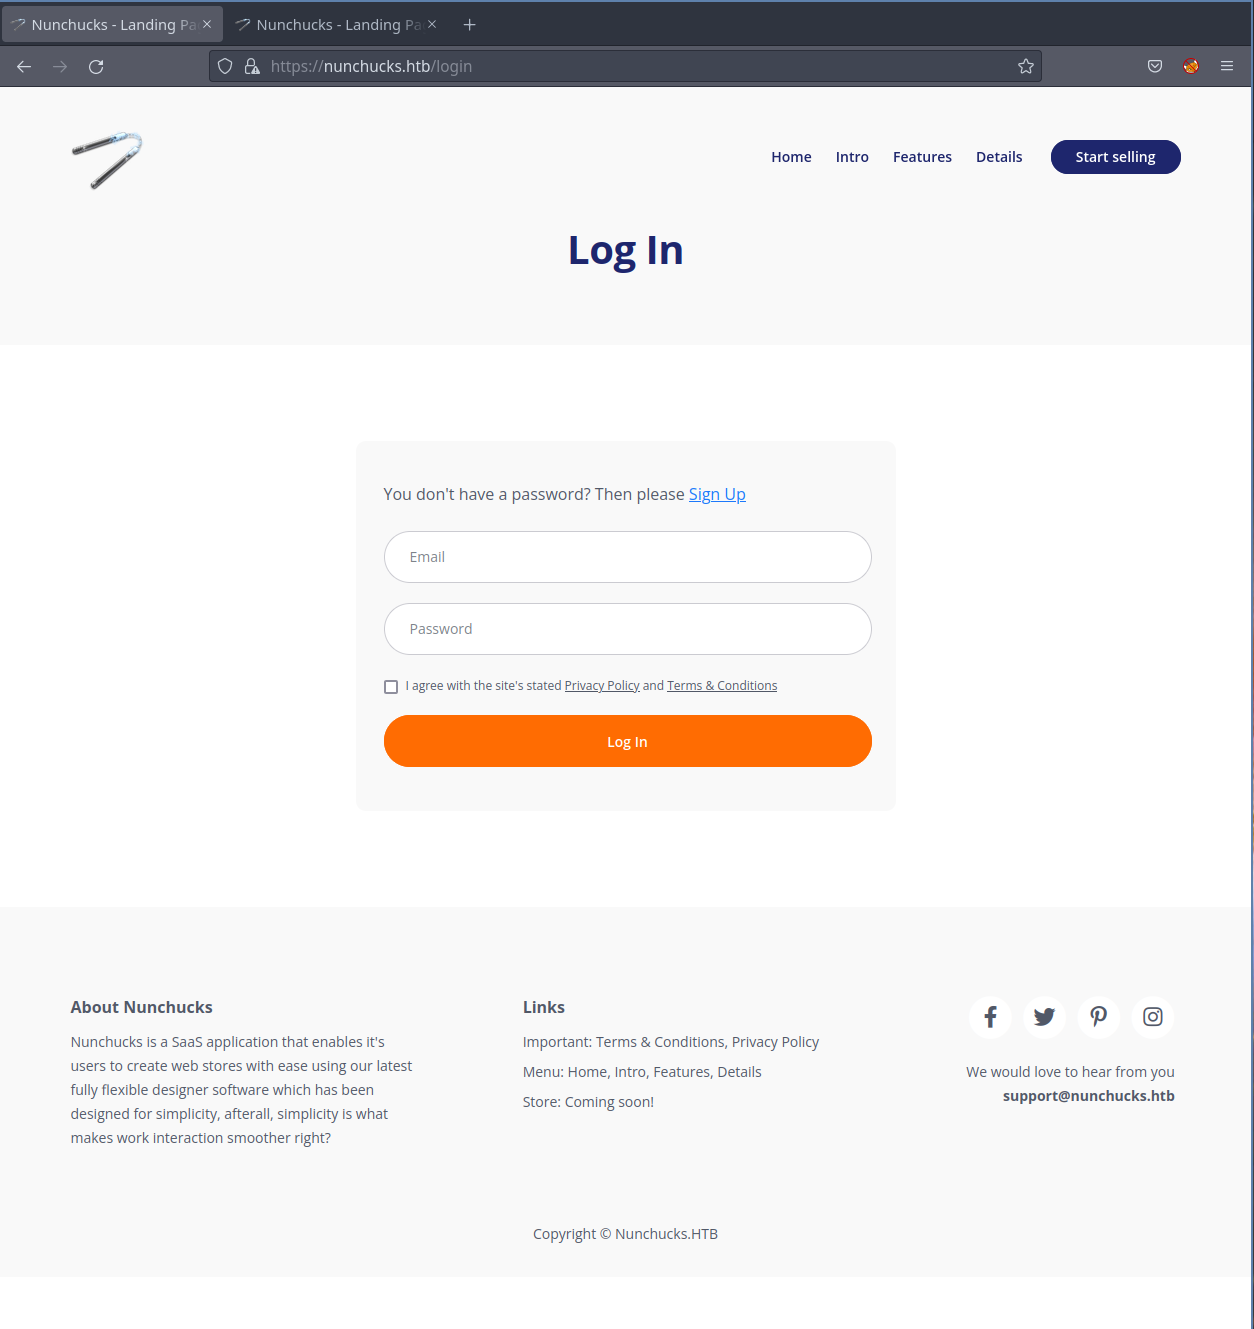 Nunchucks - Landing Pa
Nunchucks - Landing Pa
https://nunchucks.htb/login
Home Intro Features Details Start selling
Log In
You don't have a password? Then please Sign Up
Email
Password
I agree with the site's stated Privacy Policy and Terms & Conditions
Log In
About Nunchucks
Nunchucks is a SaaS application that enables it's
users to create web stores with ease using our latest
fully flexible designer software which has been
designed for simplicity, afterall, simplicity is what
makes work interaction smoother right?
Links
Important: Terms & Conditions, Privacy Policy
Menu: Home, Intro, Features, Details
Store: Coming soon!
We would love to hear from you
support@nunchucks.htb
Copyright © Nunchucks.HTB